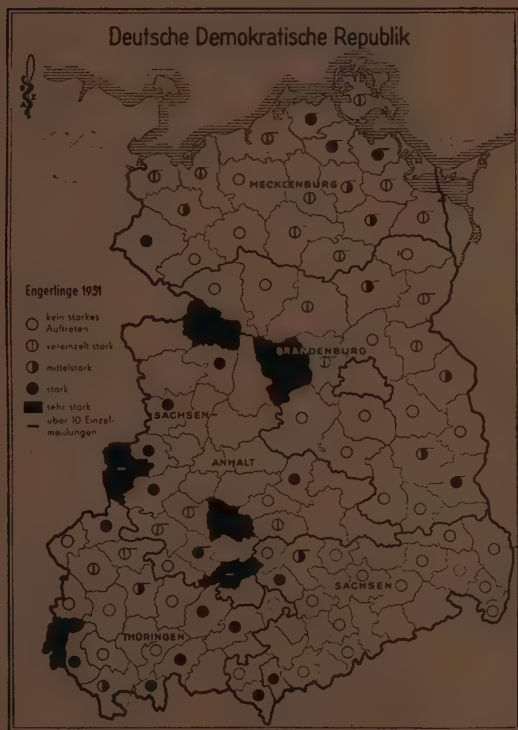 Deutsche Demokratische Republik
MECKLENBURG
Engerlinge 1951
kein starkes
Auftreten
vereinzelt stark
mittelstark
stark
sehr stark
über 10 Einzel-
meldungen
BRANDENBURG
SACHSEN-
ANHALT
SACHSEN
THÜRINGEN